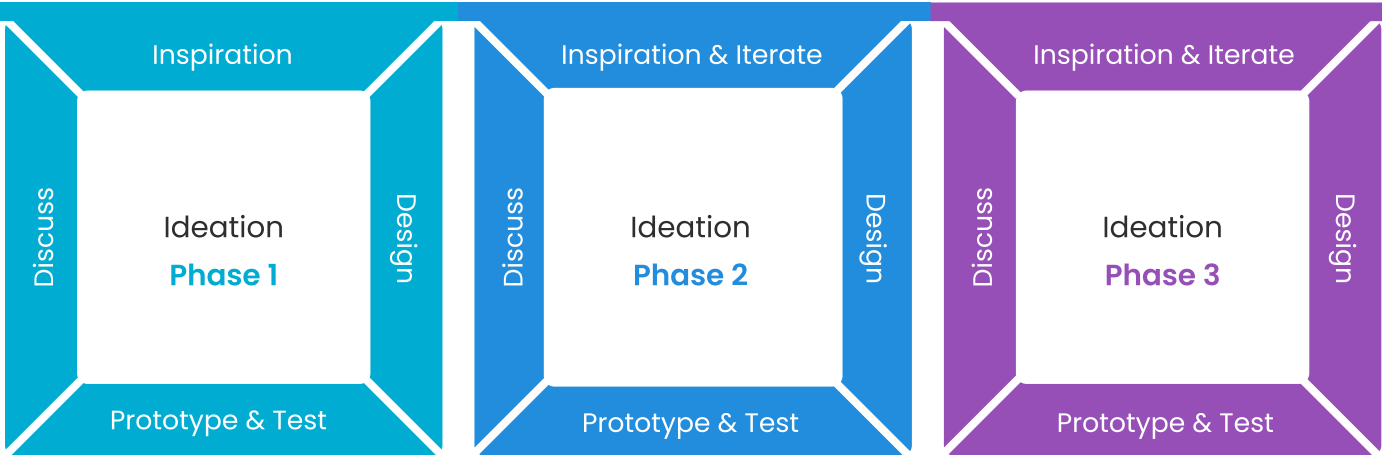 Inspiration
Discuss
Ideation
Phase 1
Design
Prototype & Test
Inspiration & Iterate
Discuss
Ideation
Phase 2
Design
Prototype & Test
Inspiration & Iterate
Discuss
Ideation
Phase 3
Design
Prototype & Test